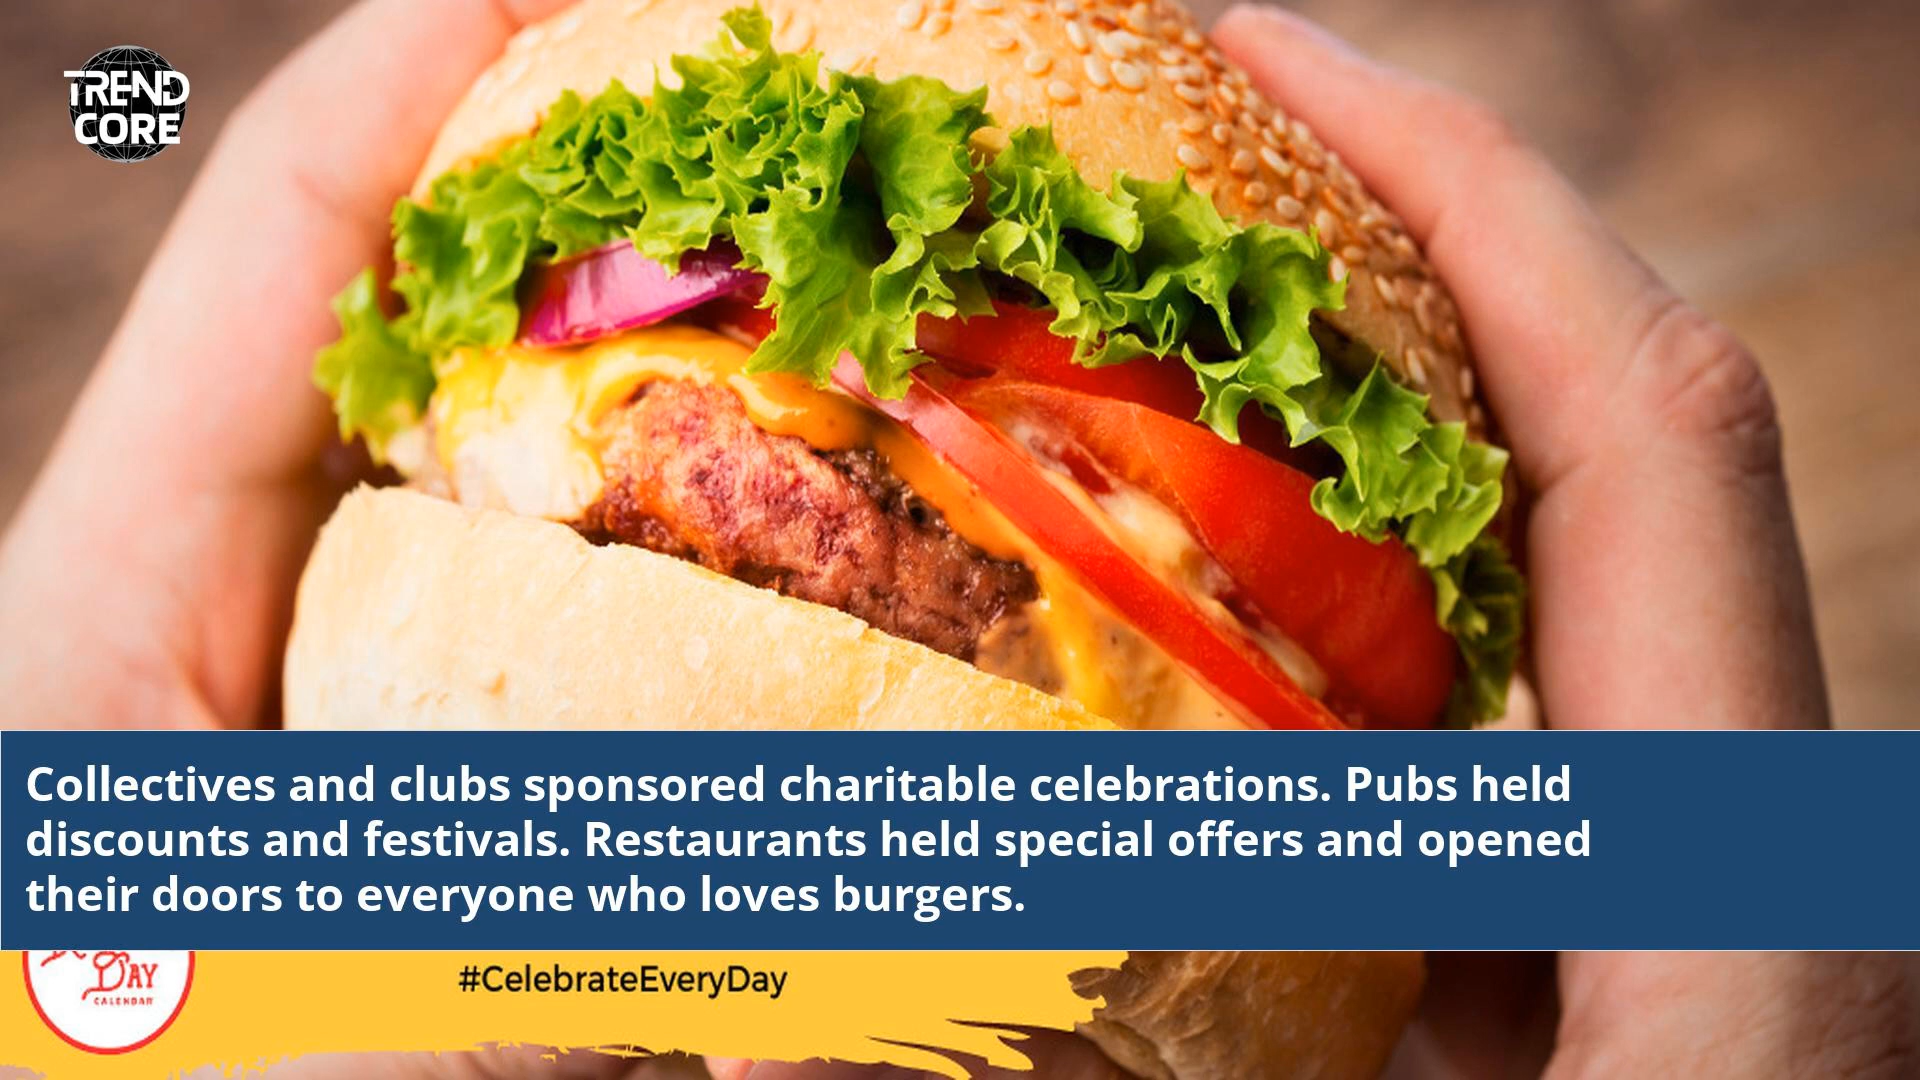 TREND
CORE
Collectives and clubs sponsored charitable celebrations. Pubs held
discounts and festivals. Restaurants held special offers and opened
their doors to everyone who loves burgers.
DAY
CALENDAR
#CelebrateEveryDay